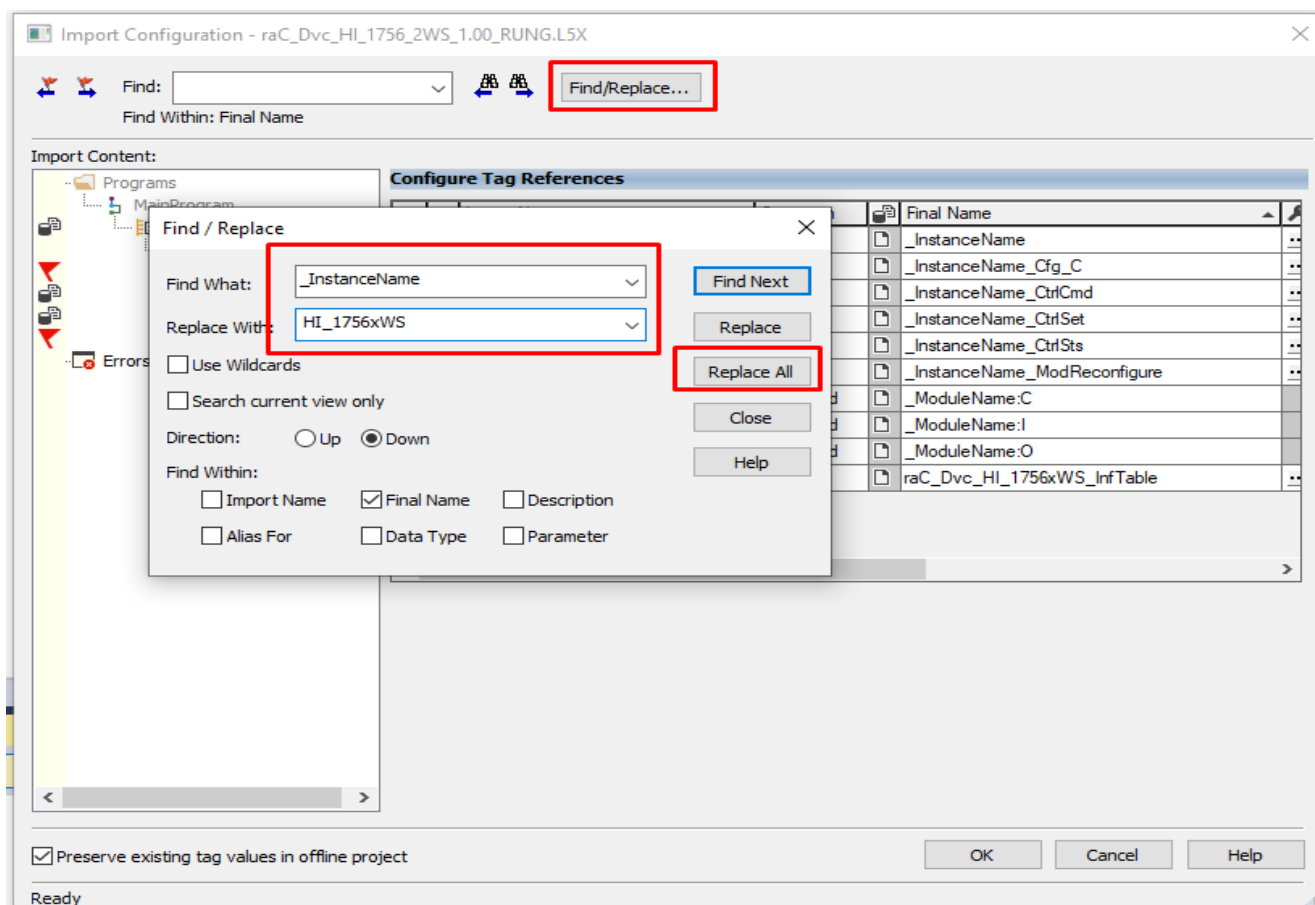 Import Configuration - raC_Dvc_HI_1756_2WS_1.00_RUNG.L5X
Find:
Find/Replace...
Find Within: Final Name
Import Content:
Programs
MainProgram
Errors
Configure Tag References
Final Name
_InstanceName
_InstanceName_Cfg_C
_InstanceName_CtrlCmd
_InstanceName_CtrlSet
_InstanceName_CtrlSts
_InstanceName_ModReconfigure
_ModuleName:C
_ModuleName:I
_ModuleName:O
raC_Dvc_HI_1756xWS_InfTable
Find / Replace
Find What: _InstanceName
Find Next
Replace With: HI_1756xWS
Replace
Use Wildcards
Replace All
Search current view only
Close
Direction: Up Down
Help
Find Within:
Import Name Final Name Description
Alias For Data Type Parameter
Preserve existing tag values in offline project
OK Cancel Help
Ready